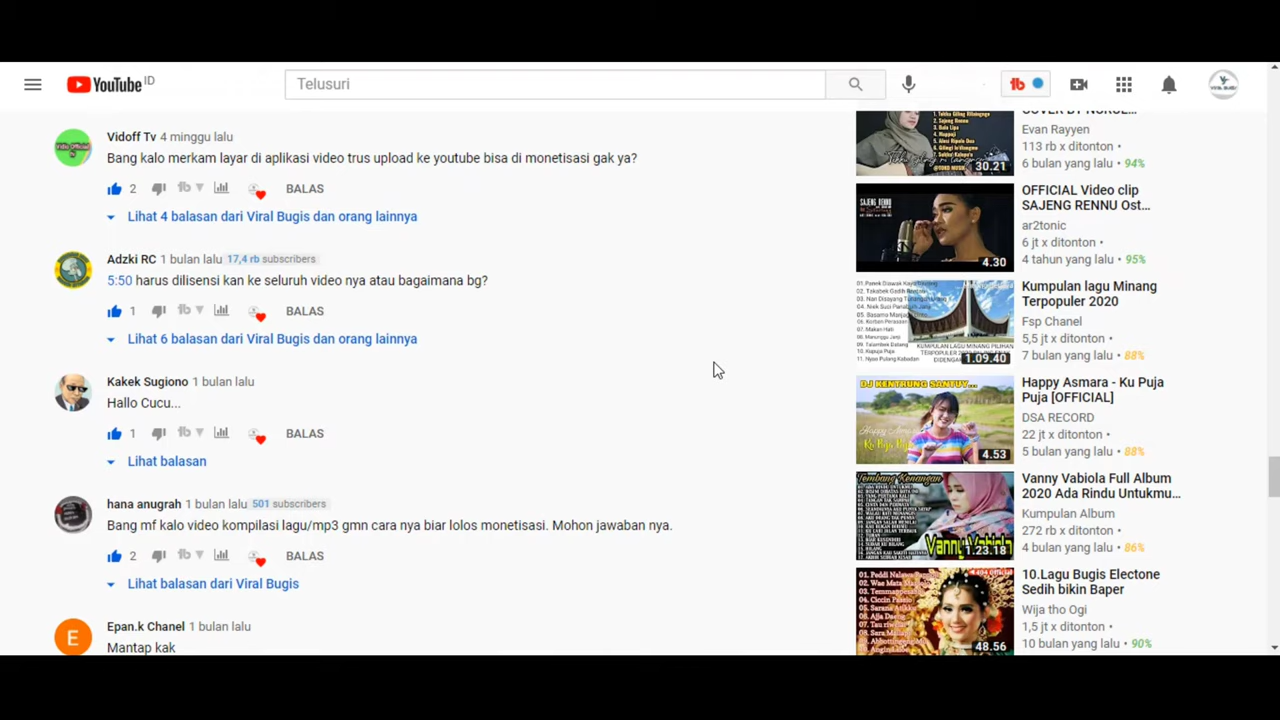 YouTube ID
Telusuri
Vidoff Tv 4 minggu lalu
Bang kalo merkam layar di aplikasi video trus upload ke youtube bisa di monetisasi gak ya?
2 BALAS
Lihat 4 balasan dari Viral Bugis dan orang lainnya
Adzki RC 1 bulan lalu 17,4 rb subscribers
5:50 harus dilisensi kan ke seluruh video nya atau bagaimana bg?
1 BALAS
Lihat 6 balasan dari Viral Bugis dan orang lainnya
Kakek Sugiono 1 bulan lalu
Hallo Cucu...
1 BALAS
Lihat balasan
hana anugrah 1 bulan lalu 501 subscribers
Bang mf kalo video kompilasi lagu/mp3 gmn cara nya biar lolos monetisasi. Mohon jawaban nya.
2 BALAS
Lihat balasan dari Viral Bugis
Epan.k Chanel 1 bulan lalu
Mantap kak
30.21
Evan Rayyen
113 rb x ditonton •
6 bulan yang lalu • 94%
SAJENG RENNU
4.30
OFFICIAL Video clip
SAJENG RENNU Ost...
ar2tonic
6 jt x ditonton •
4 tahun yang lalu • 95%
1.09.40
Kumpulan lagu Minang
Terpopuler 2020
Fsp Chanel
5,5 jt x ditonton •
7 bulan yang lalu • 88%
DJ KENTRUNG SANTUY...
4.53
Happy Asmara - Ku Puja
Puja [OFFICIAL]
DSA RECORD
22 jt x ditonton •
5 bulan yang lalu • 88%
Tembang Kenangan
Vanny Vabiola
1.23.18
Vanny Vabiola Full Album
2020 Ada Rindu Untukmu...
Kumpulan Album
272 rb x ditonton •
4 bulan yang lalu • 86%
48.56
10.Lagu Bugis Electone
Sedih bikin Baper
Wija tho Ogi
1,5 jt x ditonton •
10 bulan yang lalu • 90%